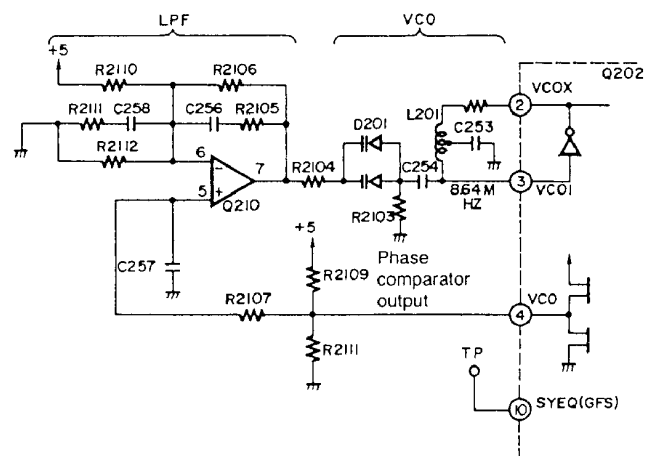 LPF
VCO
+5
R2110
R2106
Q202
R2111
C258
C256
R2105
2
VCOX
L201
C253
D201
R2112
6
7
R2104
C254
5
Q210
8.64M
HZ
3
VCO1
R2103
+5
C257
Phase
comparator
output
R2109
VCO
R2107
4
R2111
TP
10
SYEQ(GFS)